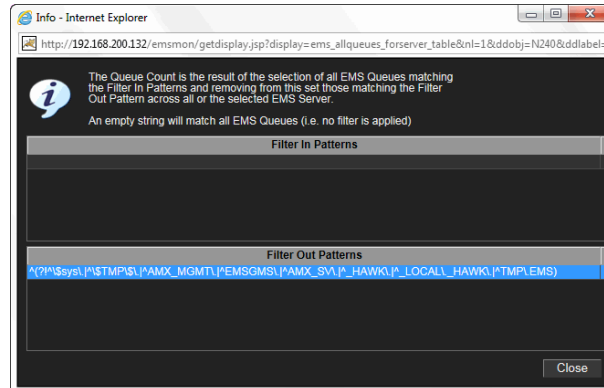 Info - Internet Explorer
http://192.168.200.132/emsmon/getdisplay.jsp?display=ems_allqueues_forserver_table&nl=1&ddobj=N240&ddlabel=
The Queue Count is the result of the selection of all EMS Queues matching
the Filter In Patterns and removing from this set those matching the Filter
Out Pattern across all or the selected EMS Server.
An empty string will match all EMS Queues (i.e. no filter is applied)
Filter In Patterns
Filter Out Patterns
^(?!^\$sys\.|^\$TMP\$\.|^AMX_MGMT\.|^EMSGMS\.|^AMX_SV\.|^_HAWK\.|^_LOCAL\._HAWK\.|^TMP\.EMS)
Close